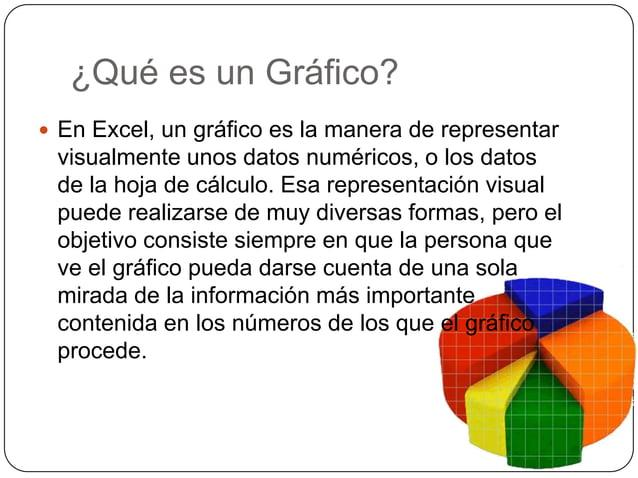 ¿Qué es un Gráfico?
En Excel, un gráfico es la manera de representar
visualmente unos datos numéricos, o los datos
de la hoja de cálculo. Esa representación visual
puede realizarse de muy diversas formas, pero el
objetivo consiste siempre en que la persona que
ve el gráfico pueda darse cuenta de una sola
mirada de la información más importante
contenida en los números de los que el gráfico
procede.